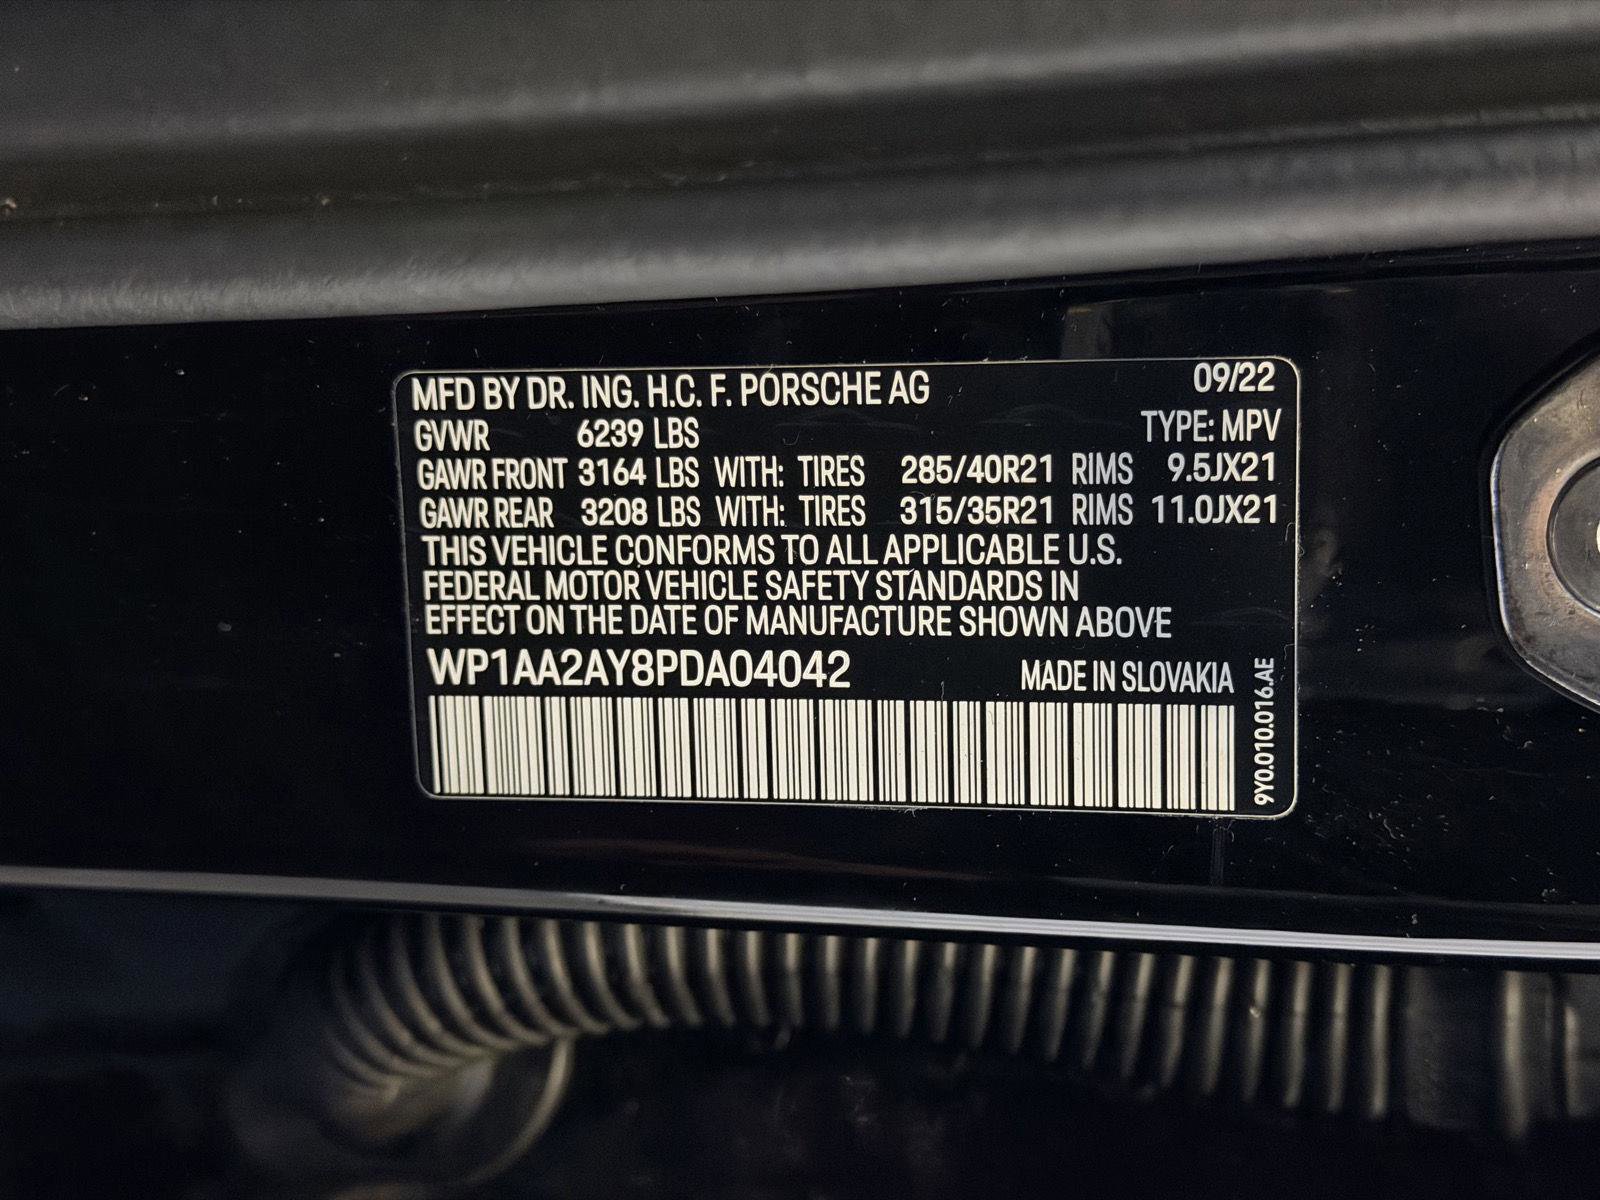 MFD BY DR. ING. H.C. F. PORSCHE AG 09/22
GVWR 6239 LBS TYPE: MPV
GAWR FRONT 3164 LBS WITH: TIRES 285/40R21 RIMS 9.5JX21
GAWR REAR 3208 LBS WITH: TIRES 315/35R21 RIMS 11.0JX21
THIS VEHICLE CONFORMS TO ALL APPLICABLE U.S.
FEDERAL MOTOR VEHICLE SAFETY STANDARDS IN
EFFECT ON THE DATE OF MANUFACTURE SHOWN ABOVE
WP1AA2AY8PDA04042 MADE IN SLOVAKIA
9Y0.010.016.AE